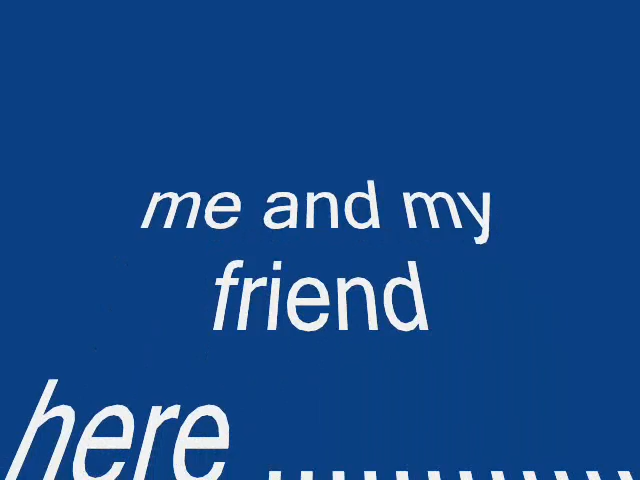 me and my
friend
here ...........